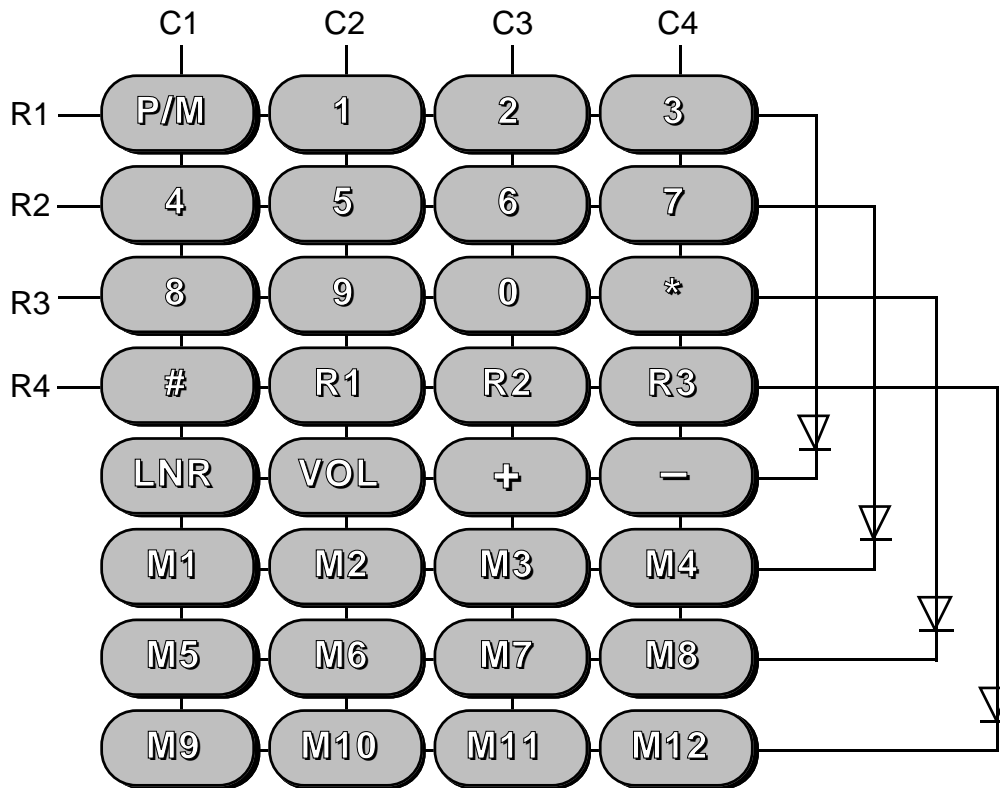 C1 C2 C3 C4
R1 P/M 1 2 3
R2 4 5 6 7
R3 8 9 0 *
R4 # R1 R2 R3
LNR VOL + −
M1 M2 M3 M4
M5 M6 M7 M8
M9 M10 M11 M12